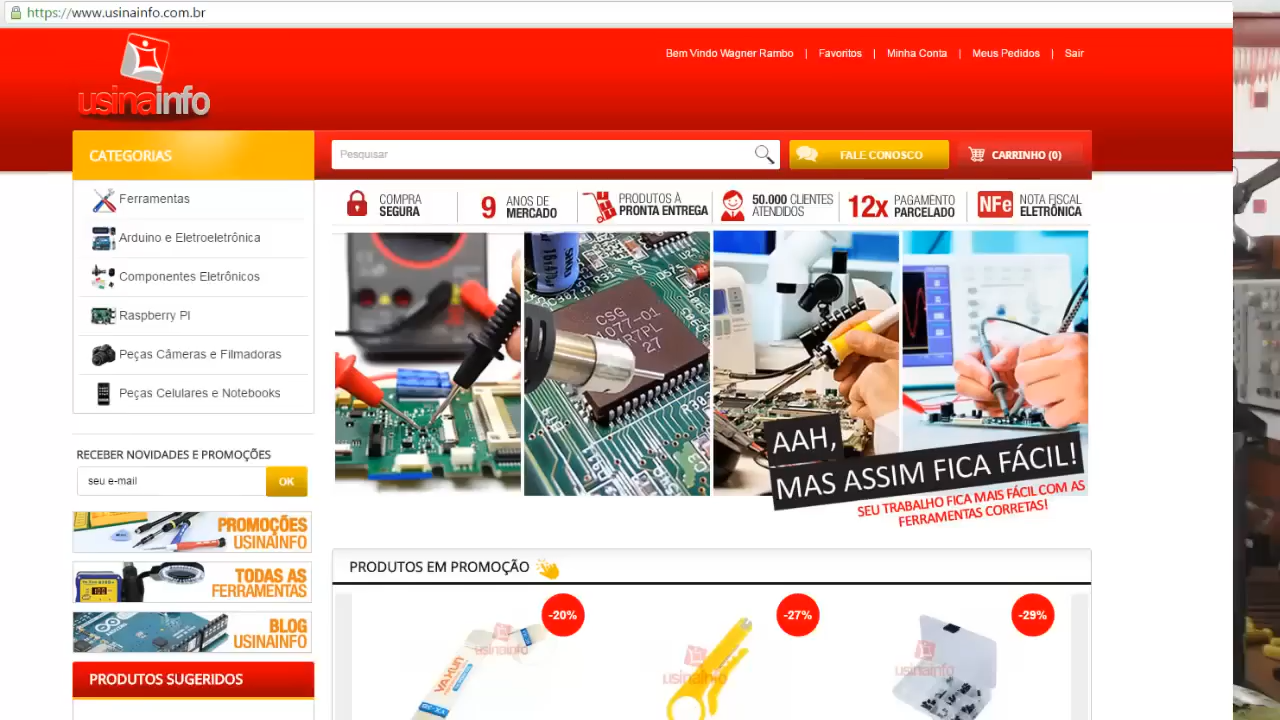 https://www.usinainfo.com.br
Bem Vindo Wagner Rambo | Favoritos | Minha Conta | Meus Pedidos | Sair
usinainfo
CATEGORIAS
Pesquisar
FALE CONOSCO
CARRINHO (0)
Ferramentas
Arduino e Eletroeletrônica
Componentes Eletrônicos
Raspberry PI
Peças Câmeras e Filmadoras
Peças Celulares e Notebooks
COMPRA
SEGURA
9 ANOS DE
MERCADO
PRODUTOS À
PRONTA ENTREGA
50.000 CLIENTES
ATENDIDOS
12x PAGAMENTO
PARCELADO
NFe NOTA FISCAL
ELETRÔNICA
CSG
27
AAH,
MAS ASSIM FICA FÁCIL!
SEU TRABALHO FICA MAIS FÁCIL COM AS
FERRAMENTAS CORRETAS!
RECEBER NOVIDADES E PROMOÇÕES
seu e-mail
OK
PROMOÇÕES
USINAINFO
TODAS AS
FERRAMENTAS
BLOG
USINAINFO
PRODUTOS SUGERIDOS
PRODUTOS EM PROMOÇÃO
-20%
-27%
-29%
usinainfo
usinainfo
usinainfo
YAXUN